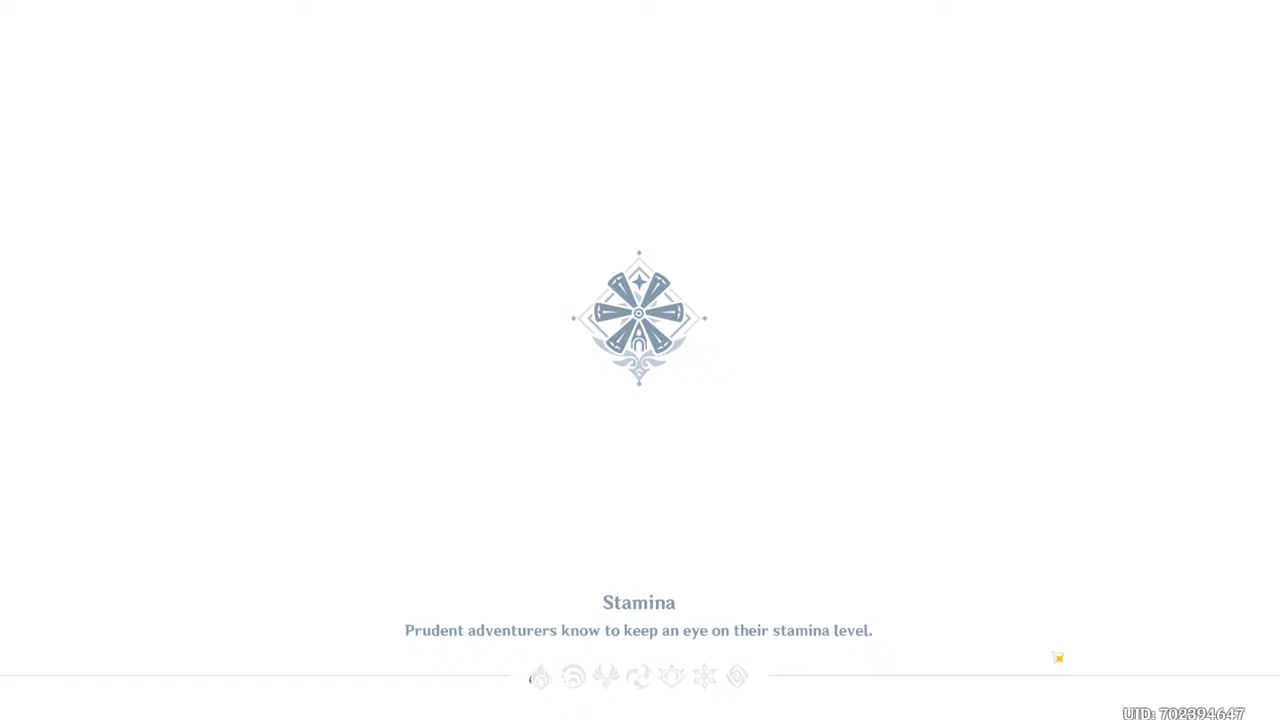 Stamina
Prudent adventurers know to keep an eye on their stamina level.
UID: 702394647